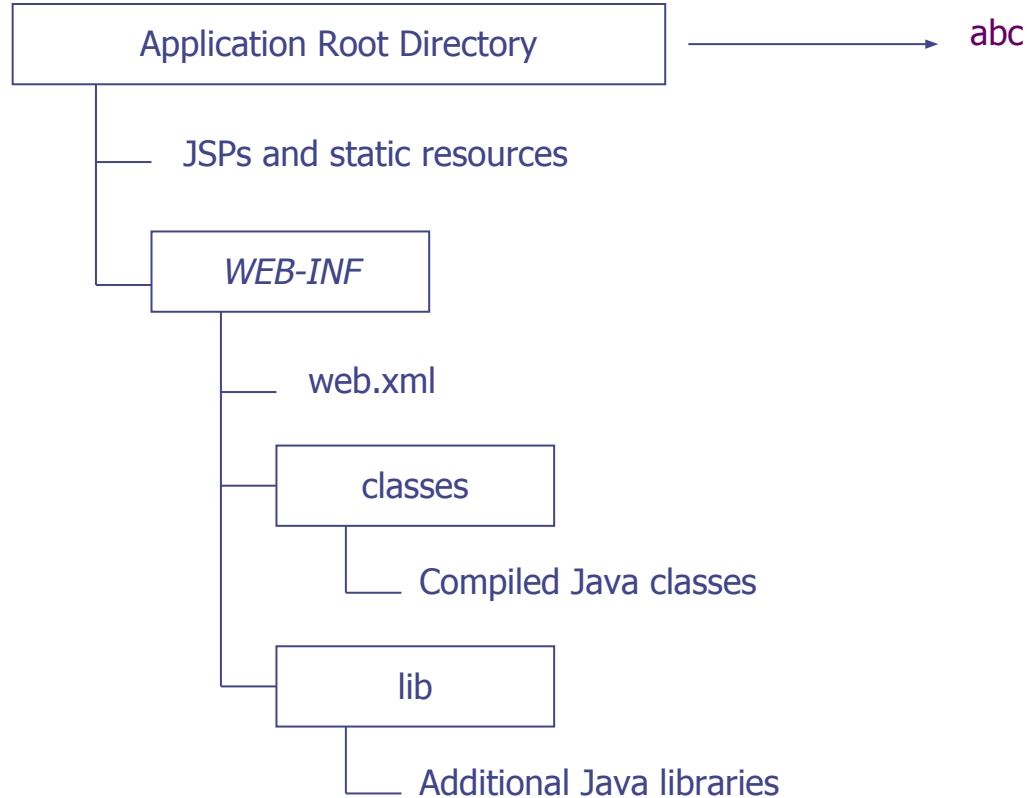 Application Root Directory
abc
JSPs and static resources
WEB-INF
web.xml
classes
Compiled Java classes
lib
Additional Java libraries